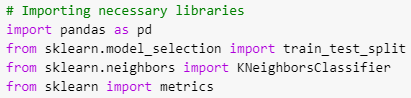 # Importing necessary libraries
import pandas as pd
from sklearn.model_selection import train_test_split
from sklearn.neighbors import KNeighborsClassifier
from sklearn import metrics